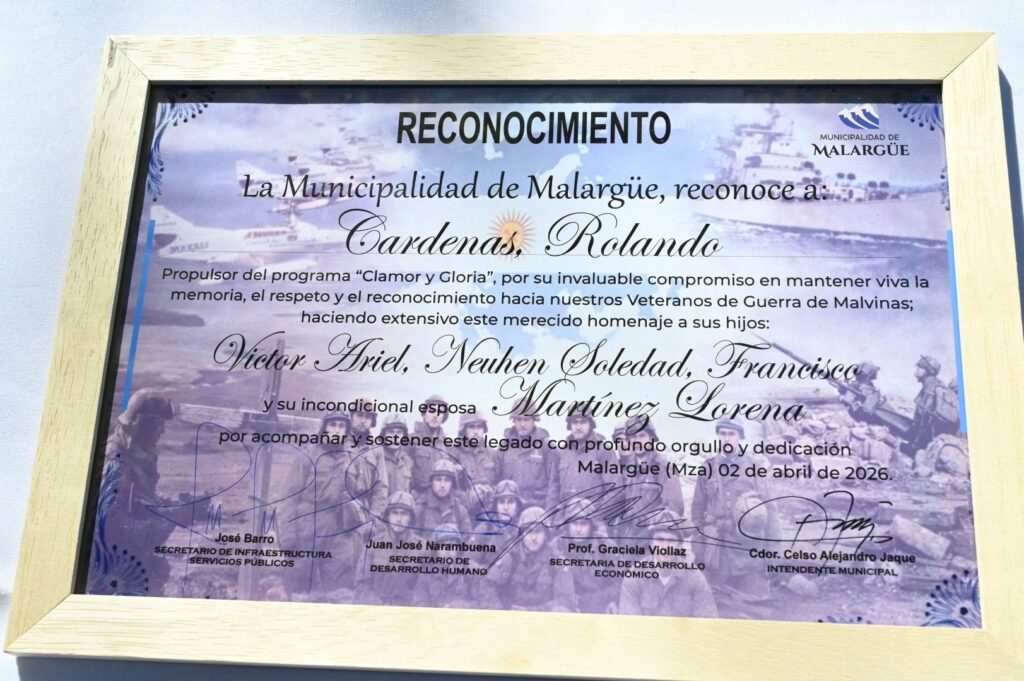 RECONOCIMIENTO
MUNICIPALIDAD DE
MALARGÜE
La Municipalidad de Malargüe, reconoce a:
Cardenas, Rolando
Propulsor del programa “Clamor y Gloria”, por su invaluable compromiso en mantener viva la
memoria, el respeto y el reconocimiento hacia nuestros Veteranos de Guerra de Malvinas;
haciendo extensivo este merecido homenaje a sus hijos:
Victor Ariel, Neuhen Soledad, Francisco
y su incondicional esposa Martínez Lorena
por acompañar y sostener este legado con profundo orgullo y dedicación
Malargüe (Mza) 02 de abril de 2026.
José Barro
SECRETARIO DE INFRAESTRUCTURA
SERVICIOS PÚBLICOS
Juan José Narambuena
SECRETARIO DE
DESARROLLO HUMANO
Prof. Graciela Viollaz
SECRETARIA DE DESARROLLO
ECONÓMICO
Cdor. Celso Alejandro Jaque
INTENDENTE MUNICIPAL